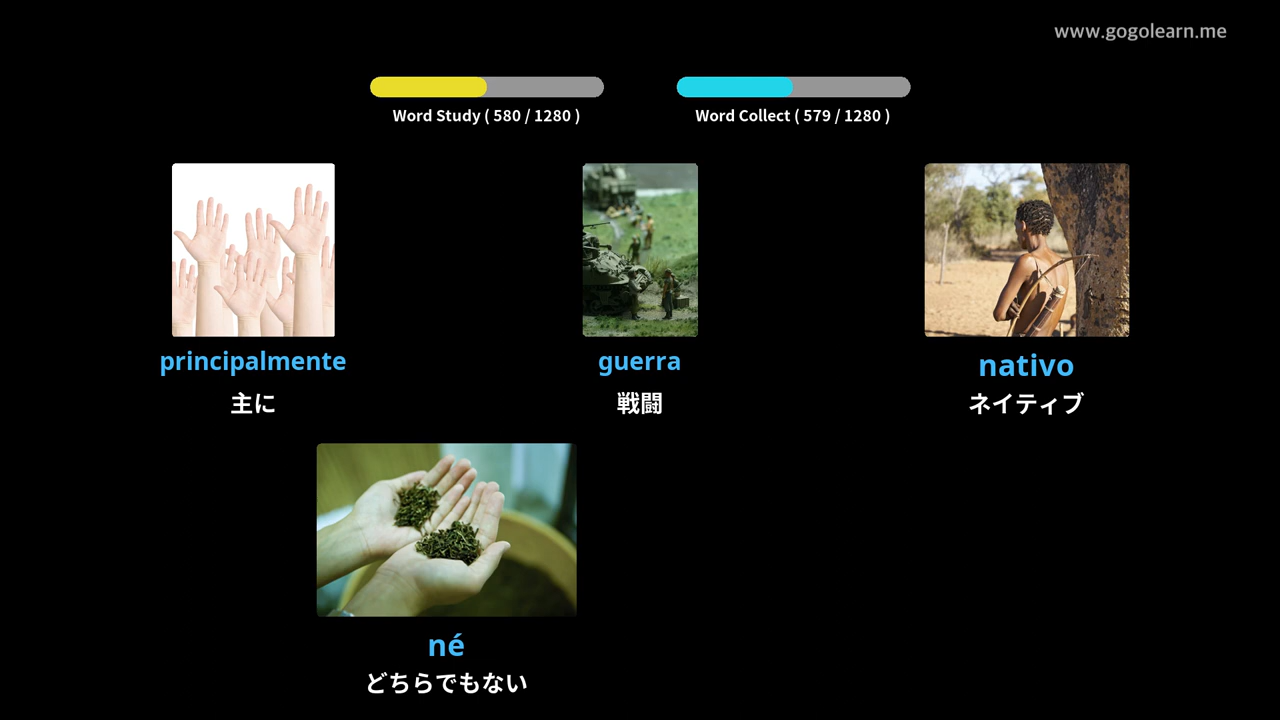 www.gogolearn.me
Word Study ( 580 / 1280 )
Word Collect ( 579 / 1280 )
principalmente
主に
guerra
戦闘
nativo
ネイティブ
né
どちらでもない